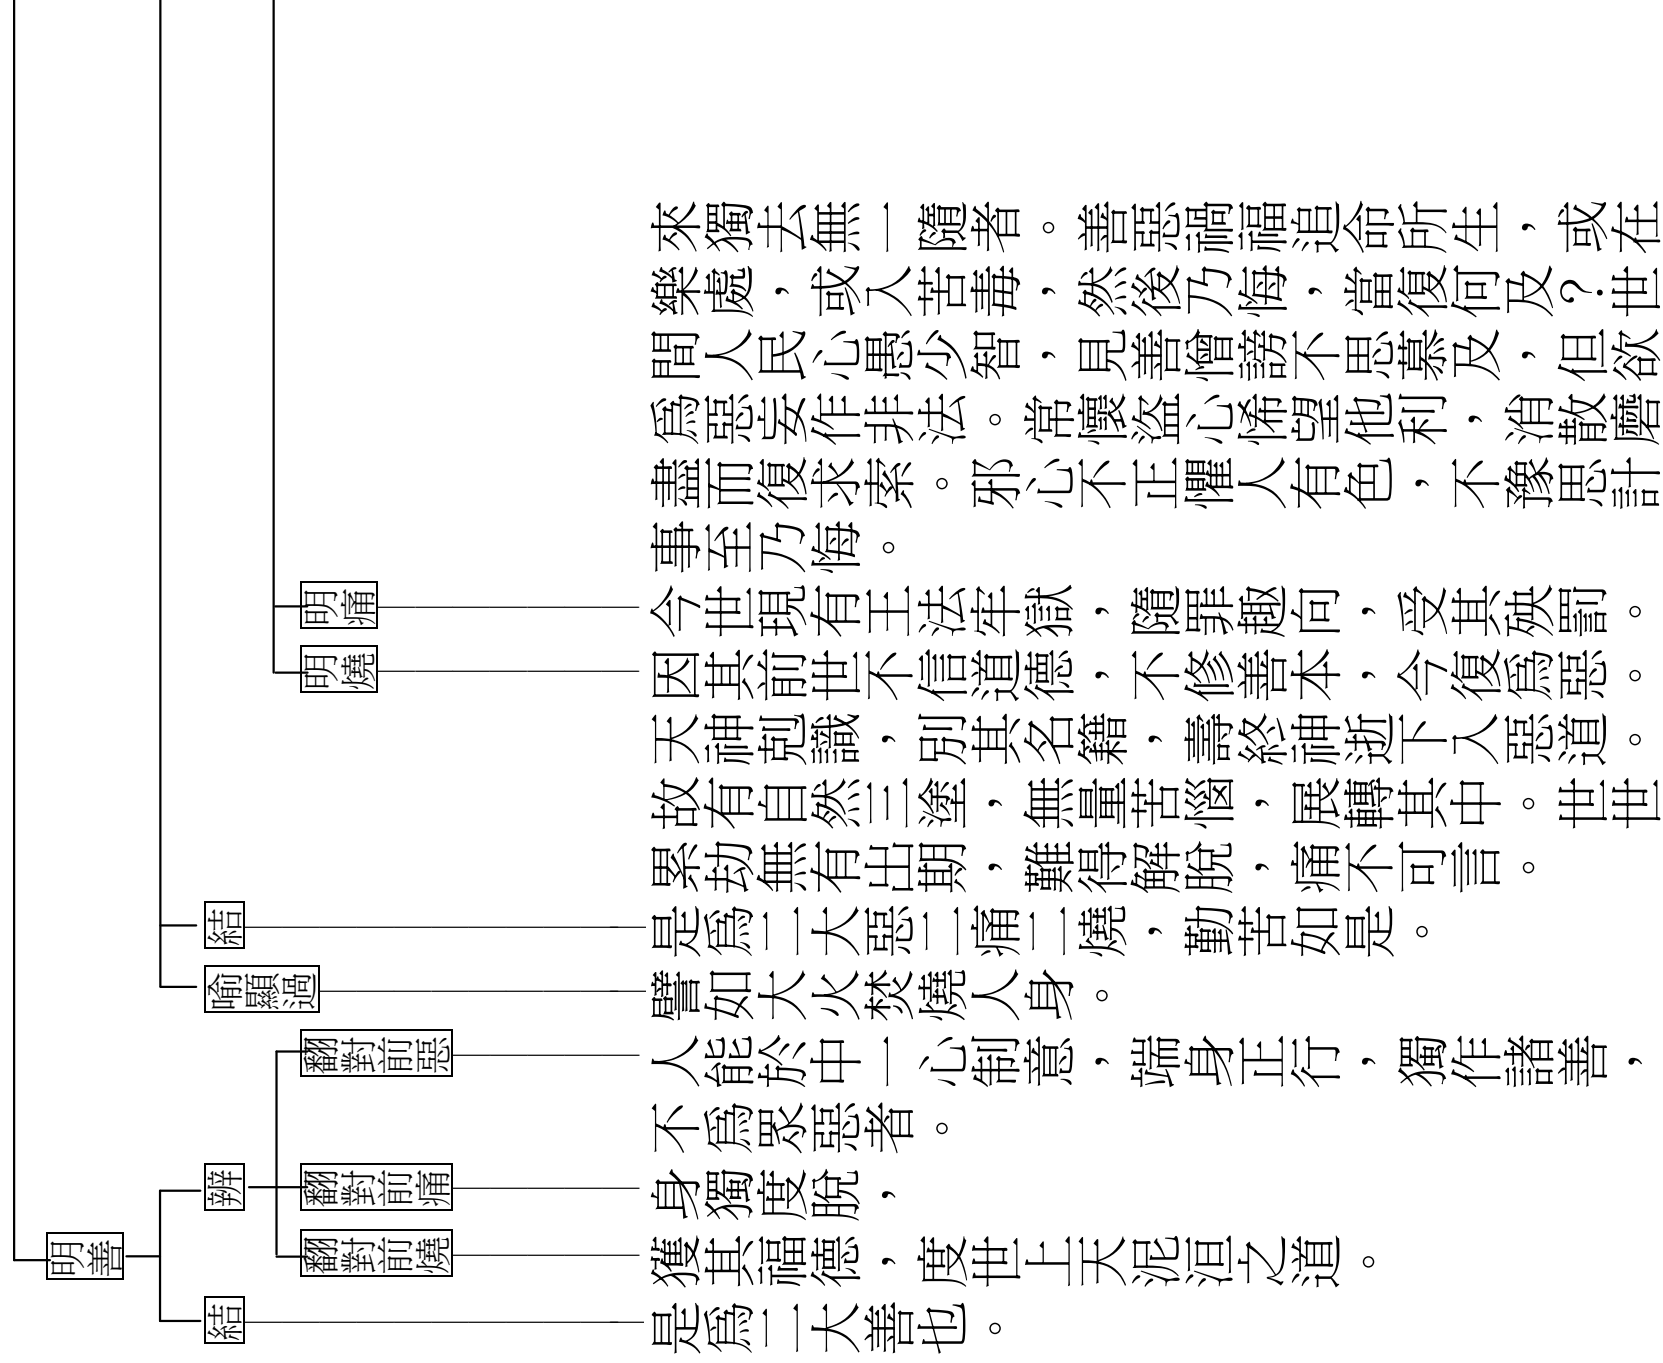 來獨去無一隨者。善惡禍福追命所生，或在
樂處，或入苦毒，然後乃悔，當復何及？世
間人民心愚少智，見善憎謗不思慕及，但欲
爲惡妄作非法。常懷盜心悕望他利，消散磨
盡而復求索。邪心不正懼人有色，不豫思計
事至乃悔。
明痛 今世現有王法牢獄，隨罪趣向，受其殃罰。
明燒 因其前世不信道德，不修善本，今復爲惡。
天神剋識，別其名籍，壽終神逝下入惡道。
故有自然三塗，無量苦惱，展轉其中。世世
累劫無有出期，難得解脫，痛不可言。
結 是爲二大惡二痛二燒，勤苦如是。
喻顯過 譬如大火焚燒人身。
翻對前惡 人能於中一心制意，端身正行，獨作諸善，
不爲眾惡者。
辨 翻對前痛 身獨度脫，
明善 翻對前燒 獲其福德，度世上天泥洹之道。
結 是爲二大善也。